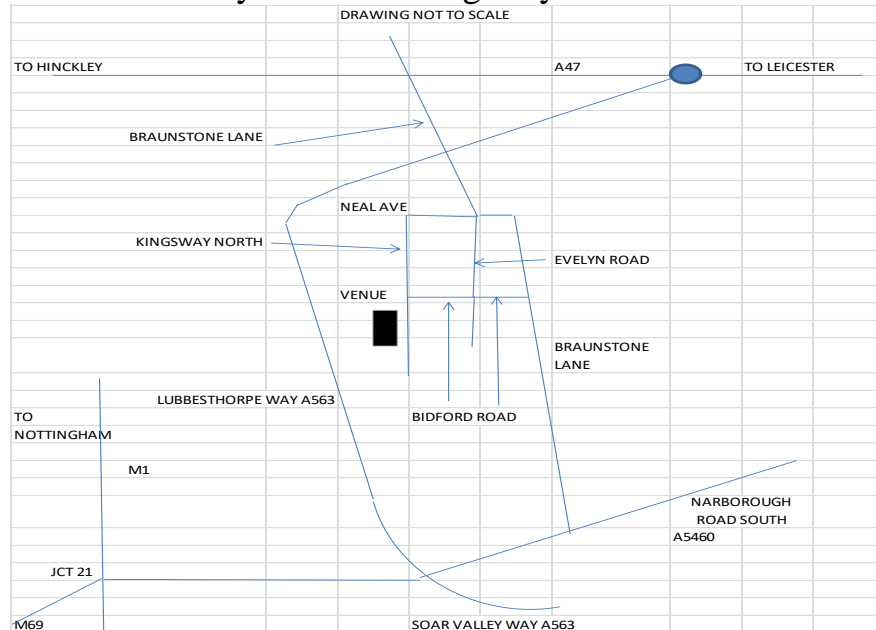 DRAWING NOT TO SCALE
TO HINCKLEY
A47
TO LEICESTER
BRAUNSTONE LANE
NEAL AVE
KINGSWAY NORTH
EVELYN ROAD
VENUE
BRAUNSTONE
LANE
LUBBESTHORPE WAY A563
BIDFORD ROAD
TO
NOTTINGHAM
M1
NARBOROUGH
ROAD SOUTH
A5460
JCT 21
M69
SOAR VALLEY WAY A563